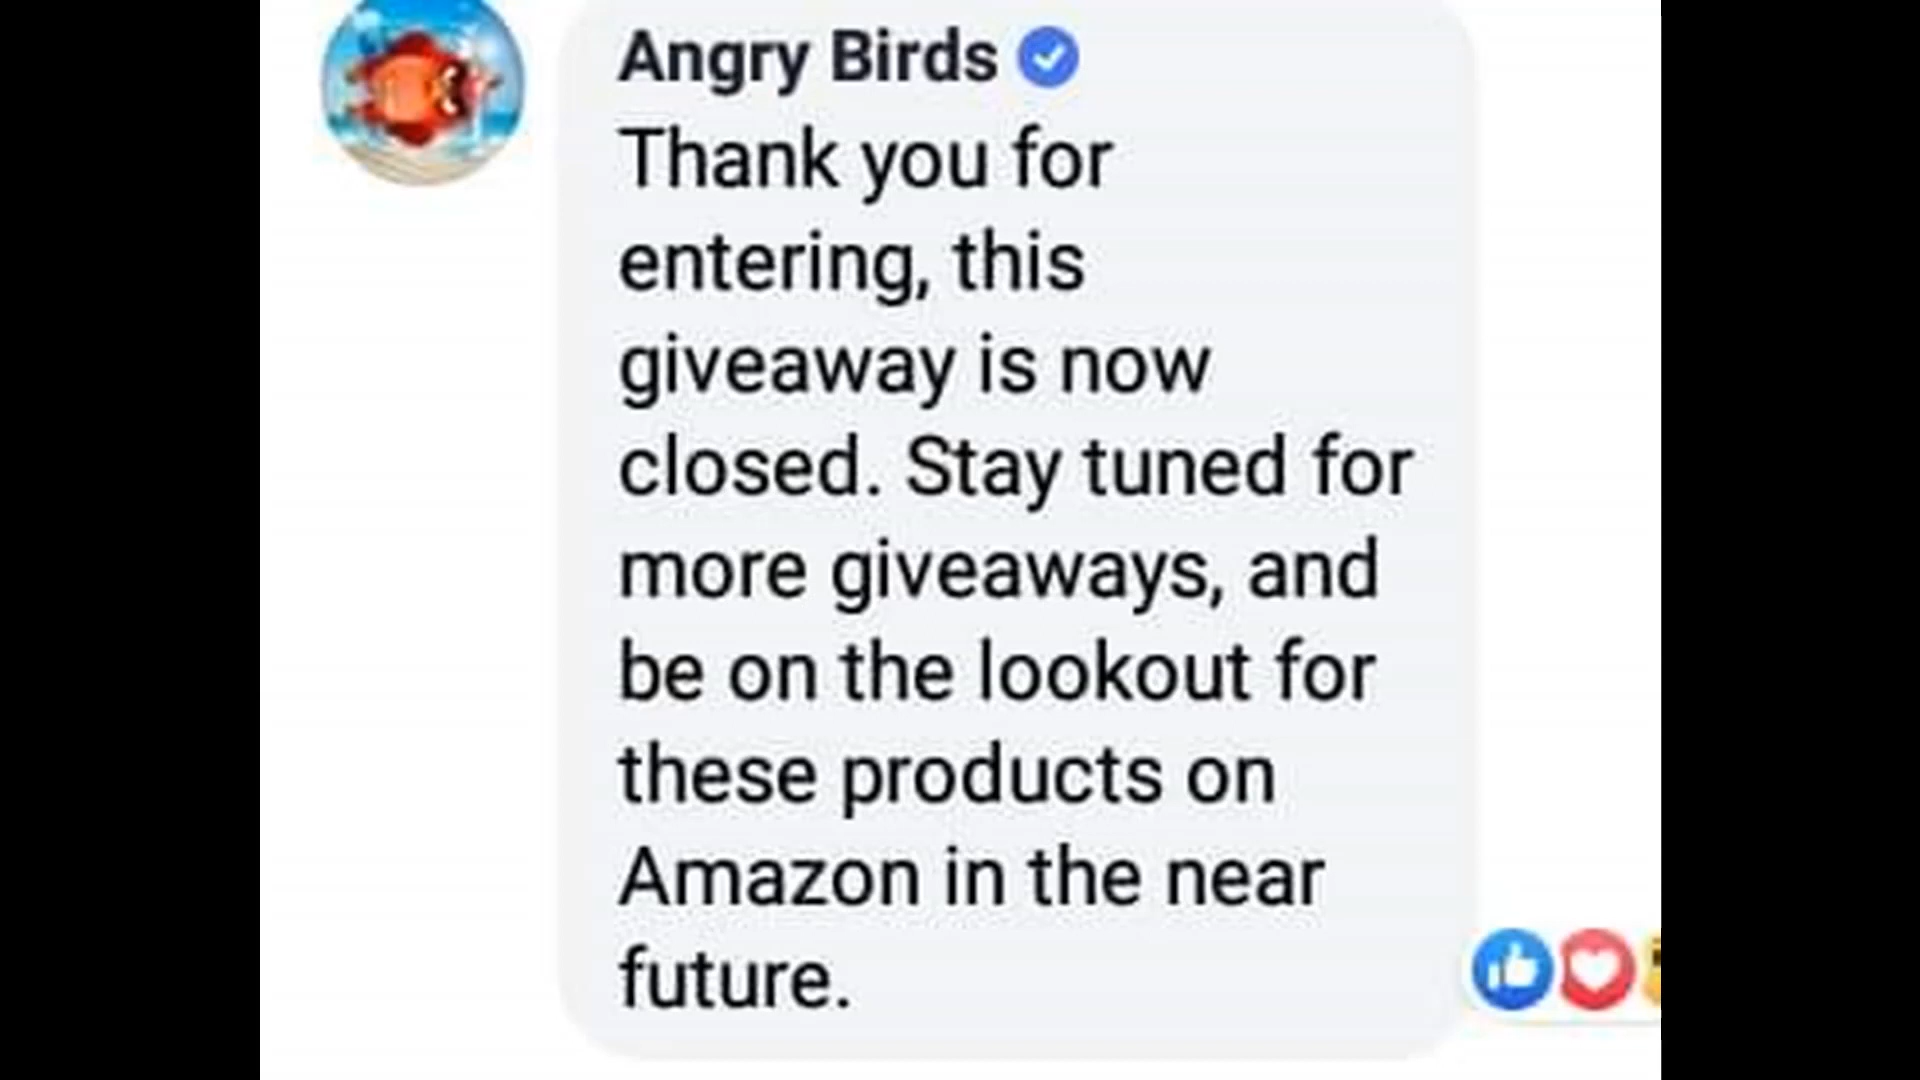 Angry Birds
Thank you for
entering, this
giveaway is now
closed. Stay tuned for
more giveaways, and
be on the lookout for
these products on
Amazon in the near
future.